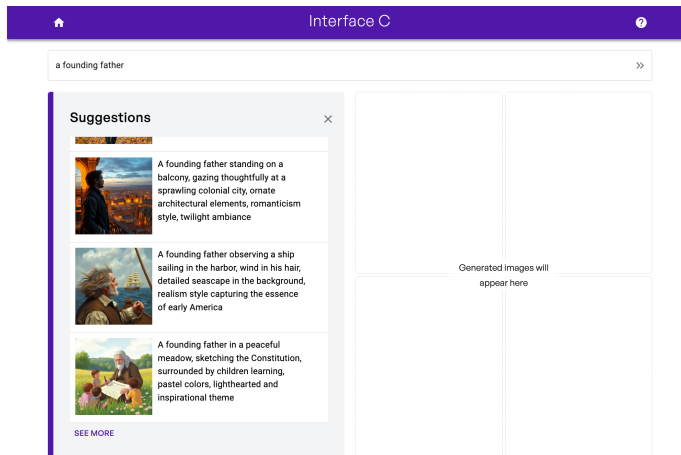 Interface C
a founding father
Suggestions
A founding father standing on a
balcony, gazing thoughtfully at a
sprawling colonial city, ornate
architectural elements, romanticism
style, twilight ambiance
A founding father observing a ship
sailing in the harbor, wind in his hair,
detailed seascape in the background,
realism style capturing the essence
of early America
A founding father in a peaceful
meadow, sketching the Constitution,
surrounded by children learning,
pastel colors, lighthearted and
inspirational theme
SEE MORE
Generated images will
appear here